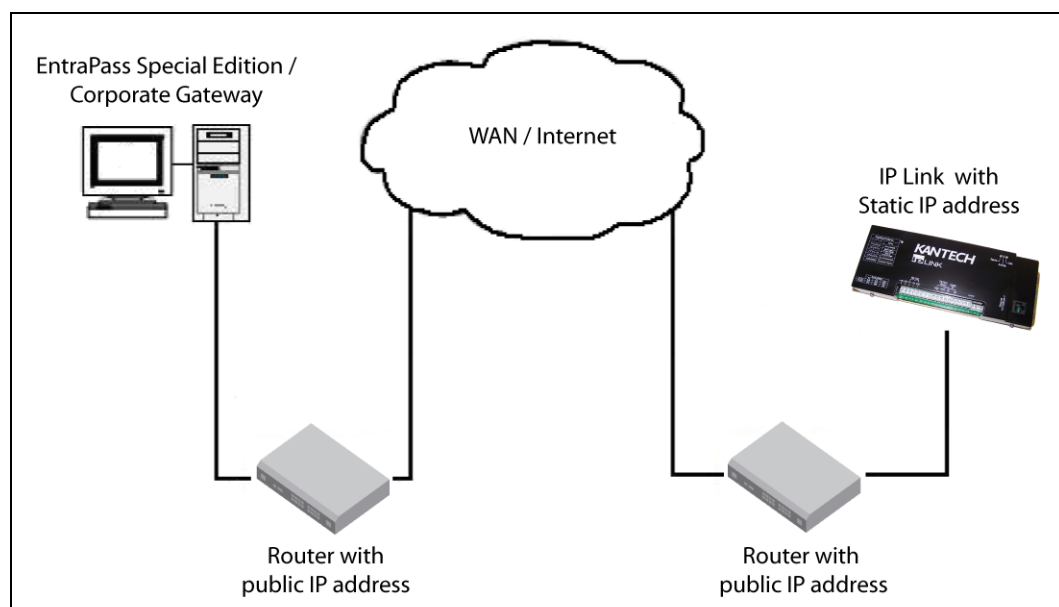 EntraPass Special Edition /
Corporate Gateway
WAN / Internet
IP Link with
Static IP address
KANTECH
LINK
Router with
public IP address
Router with
public IP address